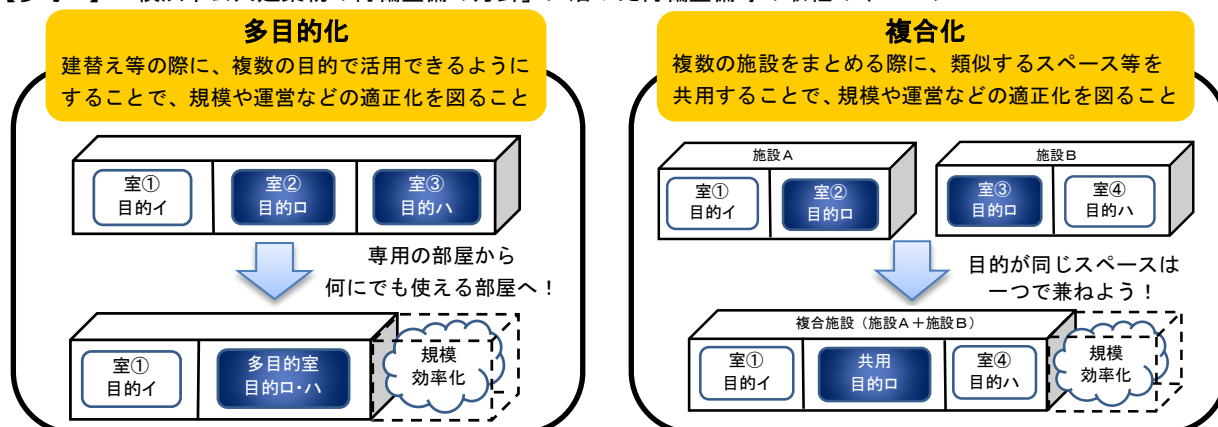 多目的化
建替え等の際に、複数の目的で活用できるように
することで、規模や運営などの適正化を図ること
室①
目的イ
室②
目的ロ
室③
目的ハ
専用の部屋から
何にでも使える部屋へ！
室①
目的イ
多目的室
目的ロ・ハ
規模
効率化
複合化
複数の施設をまとめる際に、類似するスペース等を
共用することで、規模や運営などの適正化を図ること
施設Ａ
室①
目的イ
室②
目的ロ
施設Ｂ
室③
目的ロ
室④
目的ハ
目的が同じスペースは
一つで兼ねよう！
複合施設（施設Ａ＋施設Ｂ）
室①
目的イ
共用
目的ロ
室④
目的ハ
規模
効率化